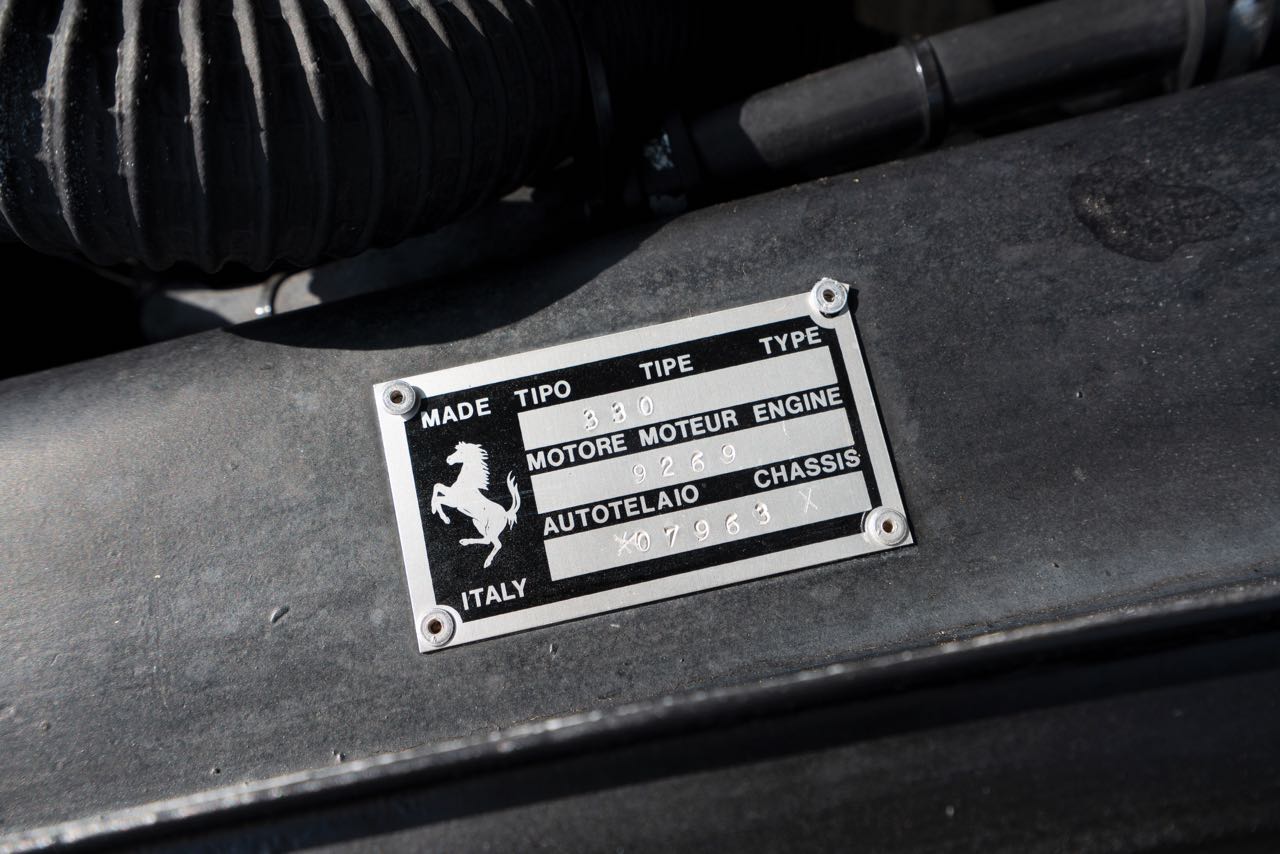 MADE TIPO TIPE TYPE
330
MOTORE MOTEUR ENGINE
9269
AUTOTELAIO CHASSIS
X07963 X
ITALY